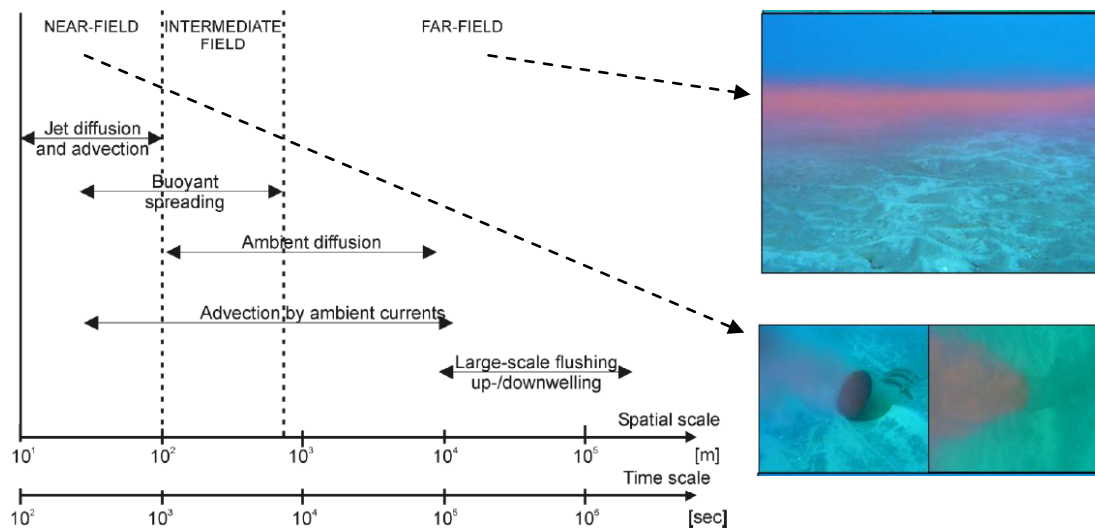 NEAR-FIELD
INTERMEDIATE
FIELD
FAR-FIELD
Jet diffusion
and advection
Buoyant
spreading
Ambient diffusion
Advection by ambient currents
Large-scale flushing
up-/downwelling
Spatial scale
10¹ 10² 10³ 10⁴ 10⁵ [m]
Time scale
10² 10³ 10⁴ 10⁵ 10⁶ [sec]